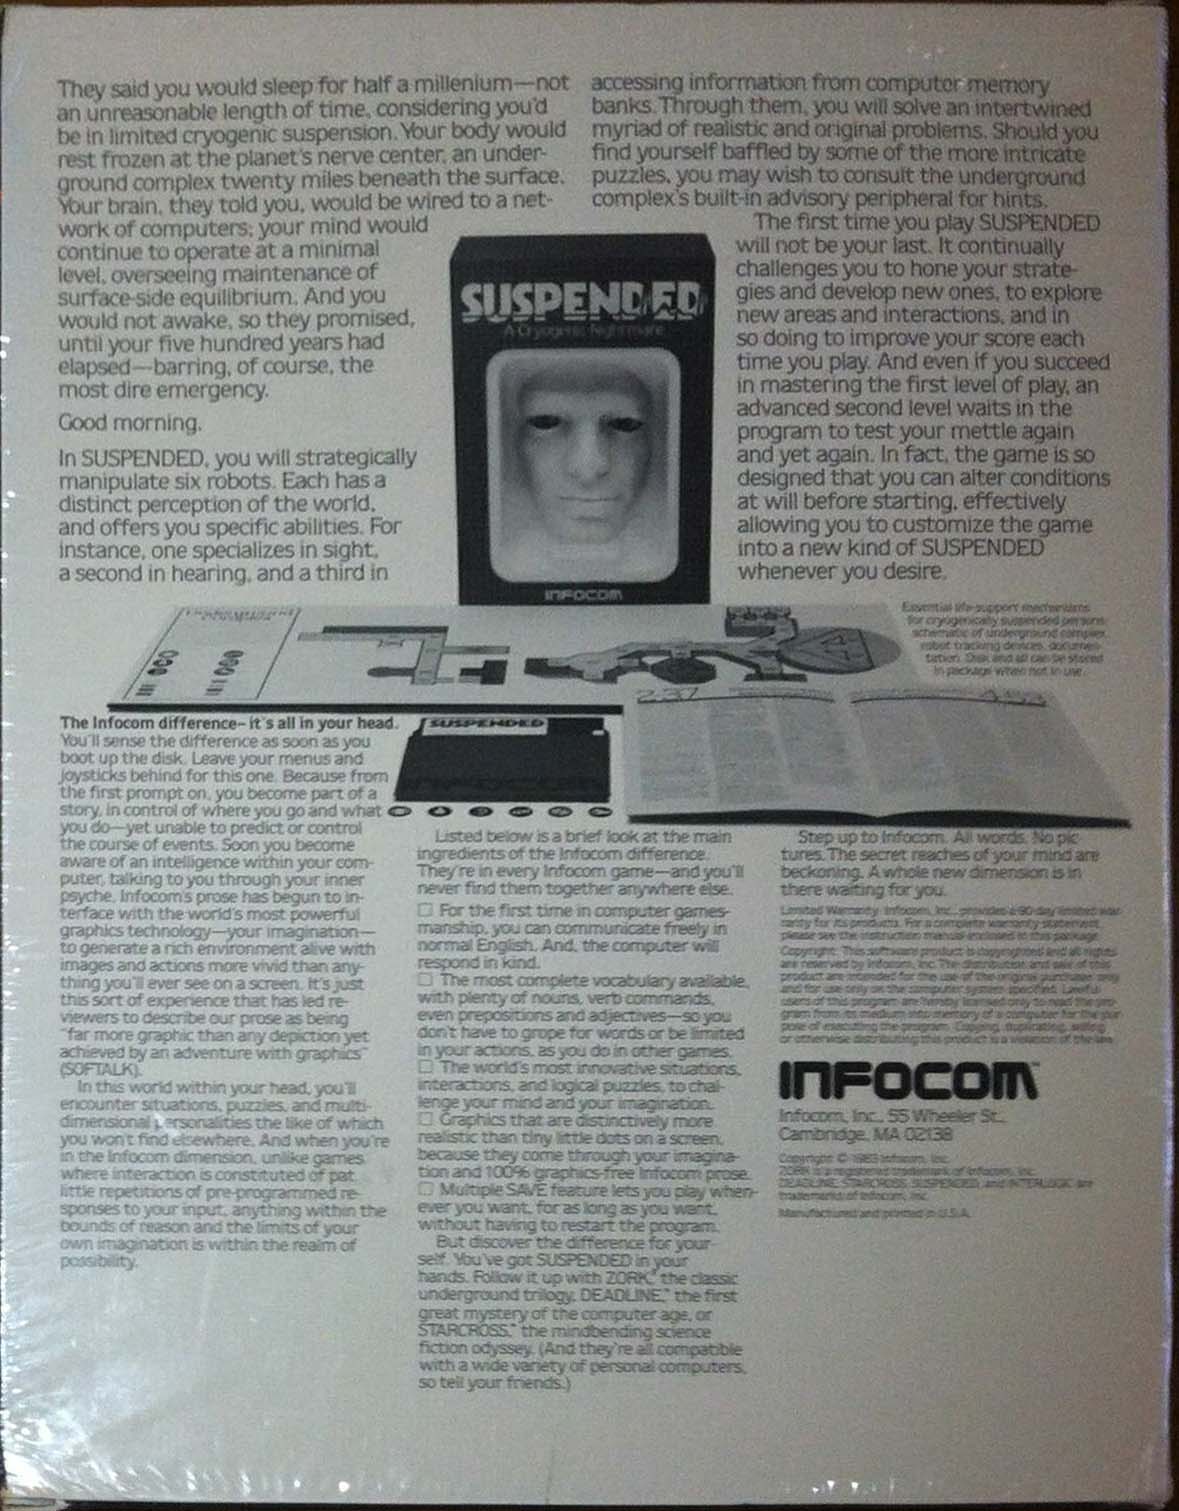 They said you would sleep for half a millenium—not
an unreasonable length of time, considering you'd
be in limited cryogenic suspension. Your body would
rest frozen at the planet's nerve center, an under-
ground complex twenty miles beneath the surface.
Your brain, they told you, would be wired to a net-
work of computers; your mind would
continue to operate at a minimal
level, overseeing maintenance of
surface-side equilibrium. And you
would not awake, so they promised,
until your five hundred years had
elapsed—barring, of course, the
most dire emergency.
Good morning.
In SUSPENDED, you will strategically
manipulate six robots. Each has a
distinct perception of the world,
and offers you specific abilities. For
instance, one specializes in sight,
a second in hearing, and a third in
accessing information from computer memory
banks. Through them, you will solve an intertwined
myriad of realistic and original problems. Should you
find yourself baffled by some of the more intricate
puzzles, you may wish to consult the underground
complex's built-in advisory peripheral for hints.
The first time you play SUSPENDED
will not be your last. It continually
challenges you to hone your strate-
gies and develop new ones, to explore
new areas and interactions, and in
so doing to improve your score each
time you play. And even if you succeed
in mastering the first level of play, an
advanced second level waits in the
program to test your mettle again
and yet again. In fact, the game is so
designed that you can alter conditions
at will before starting, effectively
allowing you to customize the game
into a new kind of SUSPENDED
whenever you desire.
SUSPENDED
A Cryogenic Nightmare
INFOCOM
Essential life-support mechanisms
for cryogenically suspended persons:
schematic of underground complex,
robot tracking devices, documen-
tation. Disk and all can be stored
in package when not in use.
SUSPENDED
The Infocom difference–it's all in your head.
You'll sense the difference as soon as you
boot up the disk. Leave your menus and
joysticks behind for this one. Because from
the first prompt on, you become part of a
story, in control of where you go and what
you do—yet unable to predict or control
the course of events. Soon you become
aware of an intelligence within your com-
puter, talking to you through your inner
psyche. Infocom's prose has begun to in-
terface with the world's most powerful
graphics technology—your imagination—
to generate a rich environment alive with
images and actions more vivid than any-
thing you'll ever see on a screen. It's just
this sort of experience that has led re-
viewers to describe our prose as being
"far more graphic than any depiction yet
achieved by an adventure with graphics"
(SOFTALK).
In this world within your head, you'll
encounter situations, puzzles, and multi-
dimensional personalities the like of which
you won't find elsewhere. And when you're
in the Infocom dimension, unlike games
where interaction is constituted of pat
little repetitions of pre-programmed re-
sponses to your input, anything within the
bounds of reason and the limits of your
own imagination is within the realm of
possibility.
Listed below is a brief look at the main
ingredients of the Infocom difference.
They're in every Infocom game—and you'll
never find them together anywhere else.
□ For the first time in computer games-
manship, you can communicate freely in
normal English. And, the computer will
respond in kind.
□ The most complete vocabulary available,
with plenty of nouns, verb commands,
even prepositions and adjectives—so you
don't have to grope for words or be limited
in your actions, as you do in other games.
□ The world's most innovative situations,
interactions, and logical puzzles, to chal-
lenge your mind and your imagination.
□ Graphics that are distinctively more
realistic than tiny little dots on a screen,
because they come through your imagina-
tion and 100% graphics-free Infocom prose.
□ Multiple SAVE feature lets you play when-
ever you want, for as long as you want,
without having to restart the program.
But discover the difference for your-
self. You've got SUSPENDED in your
hands. Follow it up with ZORK,® the classic
underground trilogy, DEADLINE,™ the first
great mystery of the computer age, or
STARCROSS,™ the mindbending science
fiction odyssey. (And they're all compatible
with a wide variety of personal computers,
so tell your friends.)
Step up to Infocom. All words. No pic
tures. The secret reaches of your mind are
beckoning. A whole new dimension is in
there waiting for you.
Limited Warranty: Infocom, Inc., provides a 90-day limited war-
ranty for its products. For a complete warranty statement,
please see the instruction manual enclosed in this package.
Copyright: This software product is copyrighted and all rights
are reserved by Infocom, Inc. The distribution and sale of this
product are intended for the use of the original purchaser only
and for use only on the computer system specified. Lawful
users of this program are hereby licensed only to read the pro-
gram from its medium into memory of a computer for the pur
pose of executing the program. Copying, duplicating, selling
or otherwise distributing this product is a violation of the law.
INFOCOM™
Infocom, Inc., 55 Wheeler St.,
Cambridge, MA 02138
Copyright © 1983 Infocom, Inc.
ZORK is a registered trademark of Infocom, Inc.
DEADLINE, STARCROSS, SUSPENDED, and INTERLOGIC are
trademarks of Infocom, Inc.
Manufactured and printed in U.S.A.